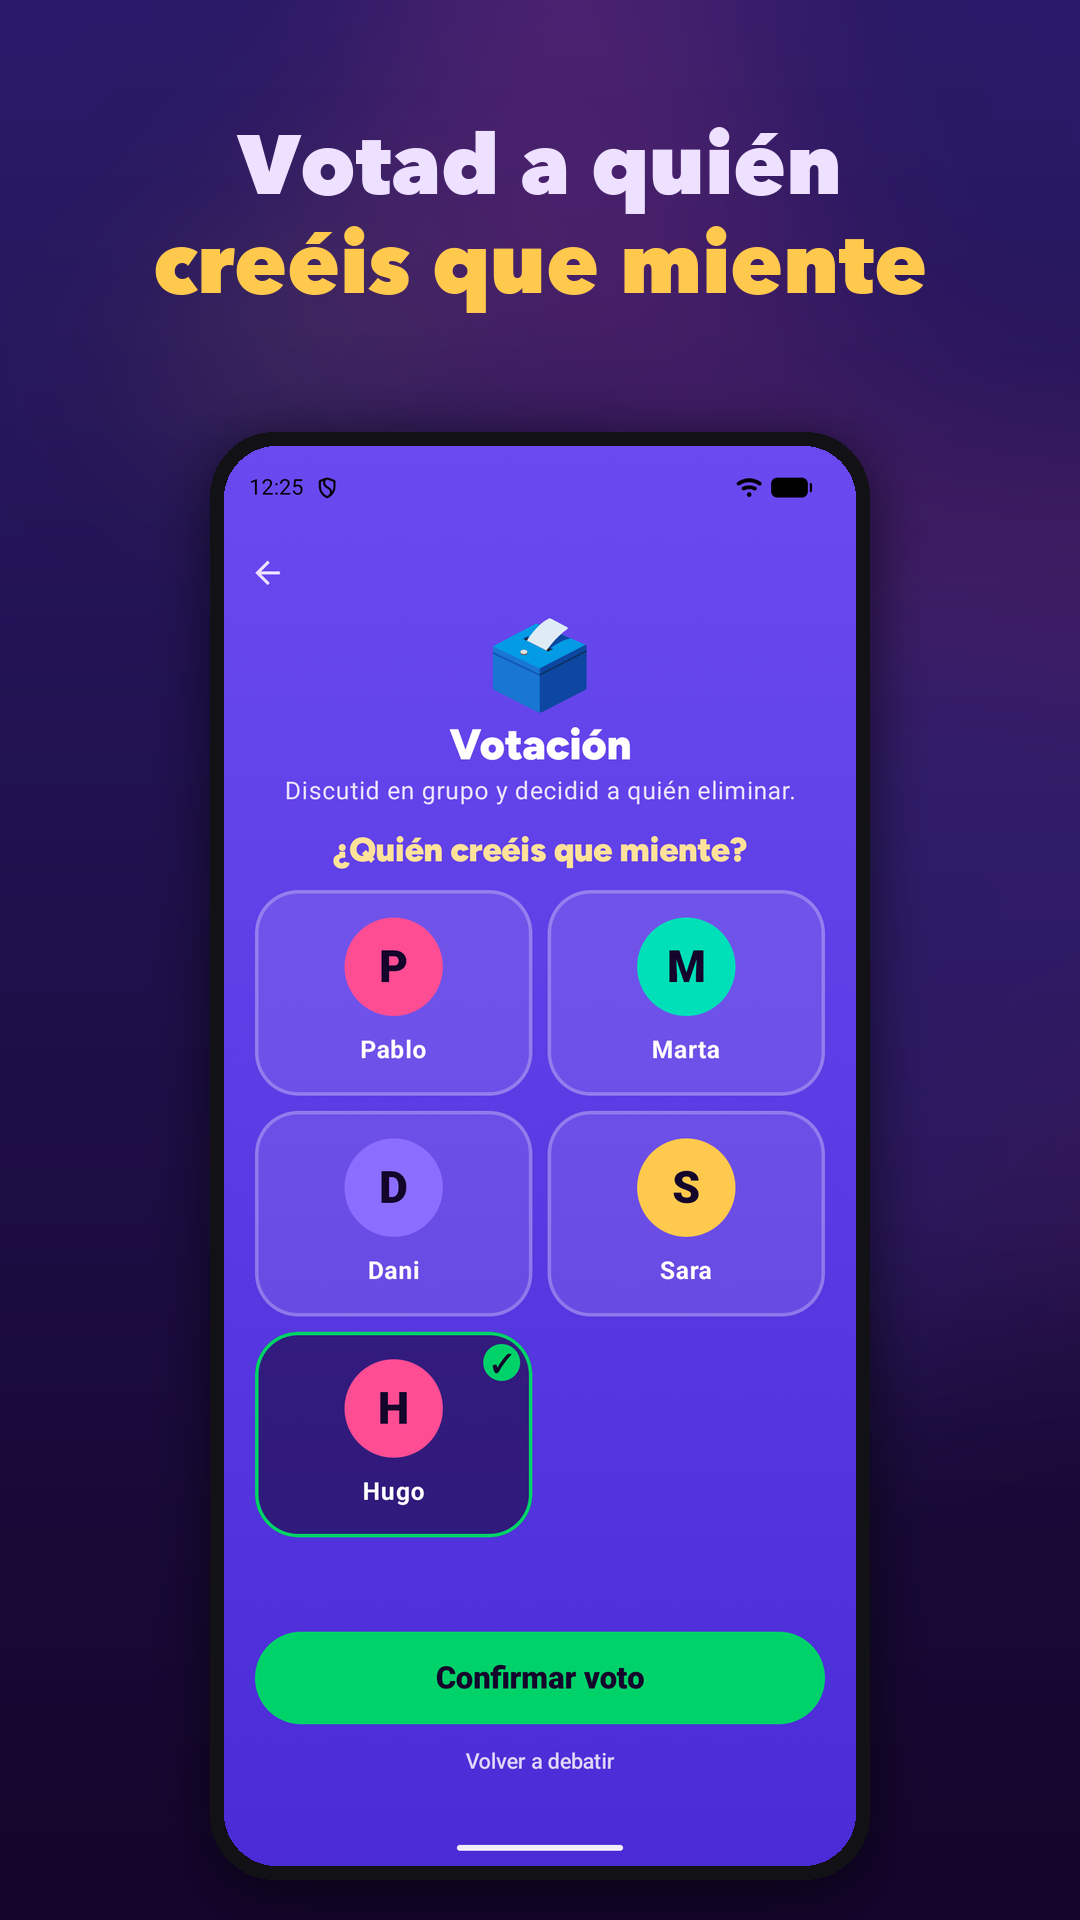 Votad a quién
creéis que miente
12:25
Votación
Discutid en grupo y decidid a quién eliminar.
¿Quién creéis que miente?
P
M
Pablo
Marta
D
S
Dani
Sara
H
Hugo
Confirmar voto
Volver a debatir